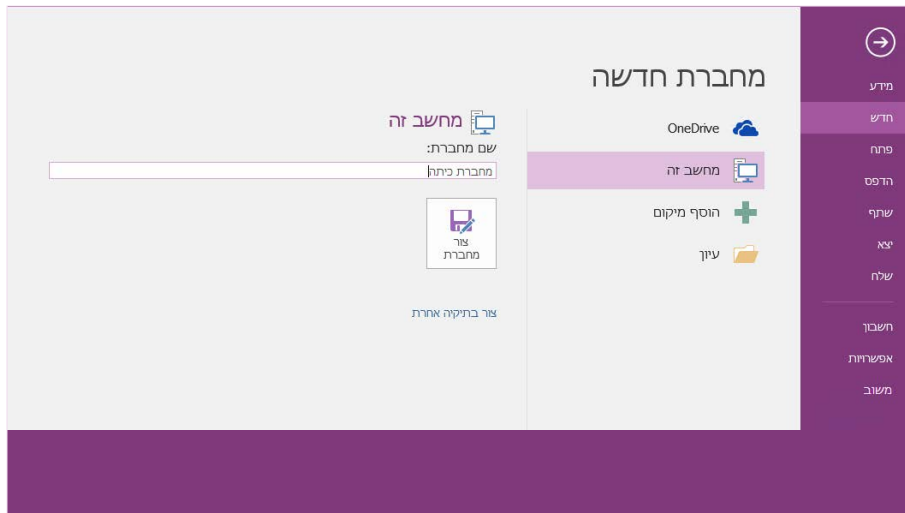 מידע
חדש
פתח
הדפס
שתף
יצא
שלח
חשבון
אפשרויות
משוב
מחברת חדשה
OneDrive
מחשב זה
הוסף מיקום
עיון
מחשב זה
שם מחברת:
מחברת כיתה
צור
מחברת
צור בתיקיה אחרת